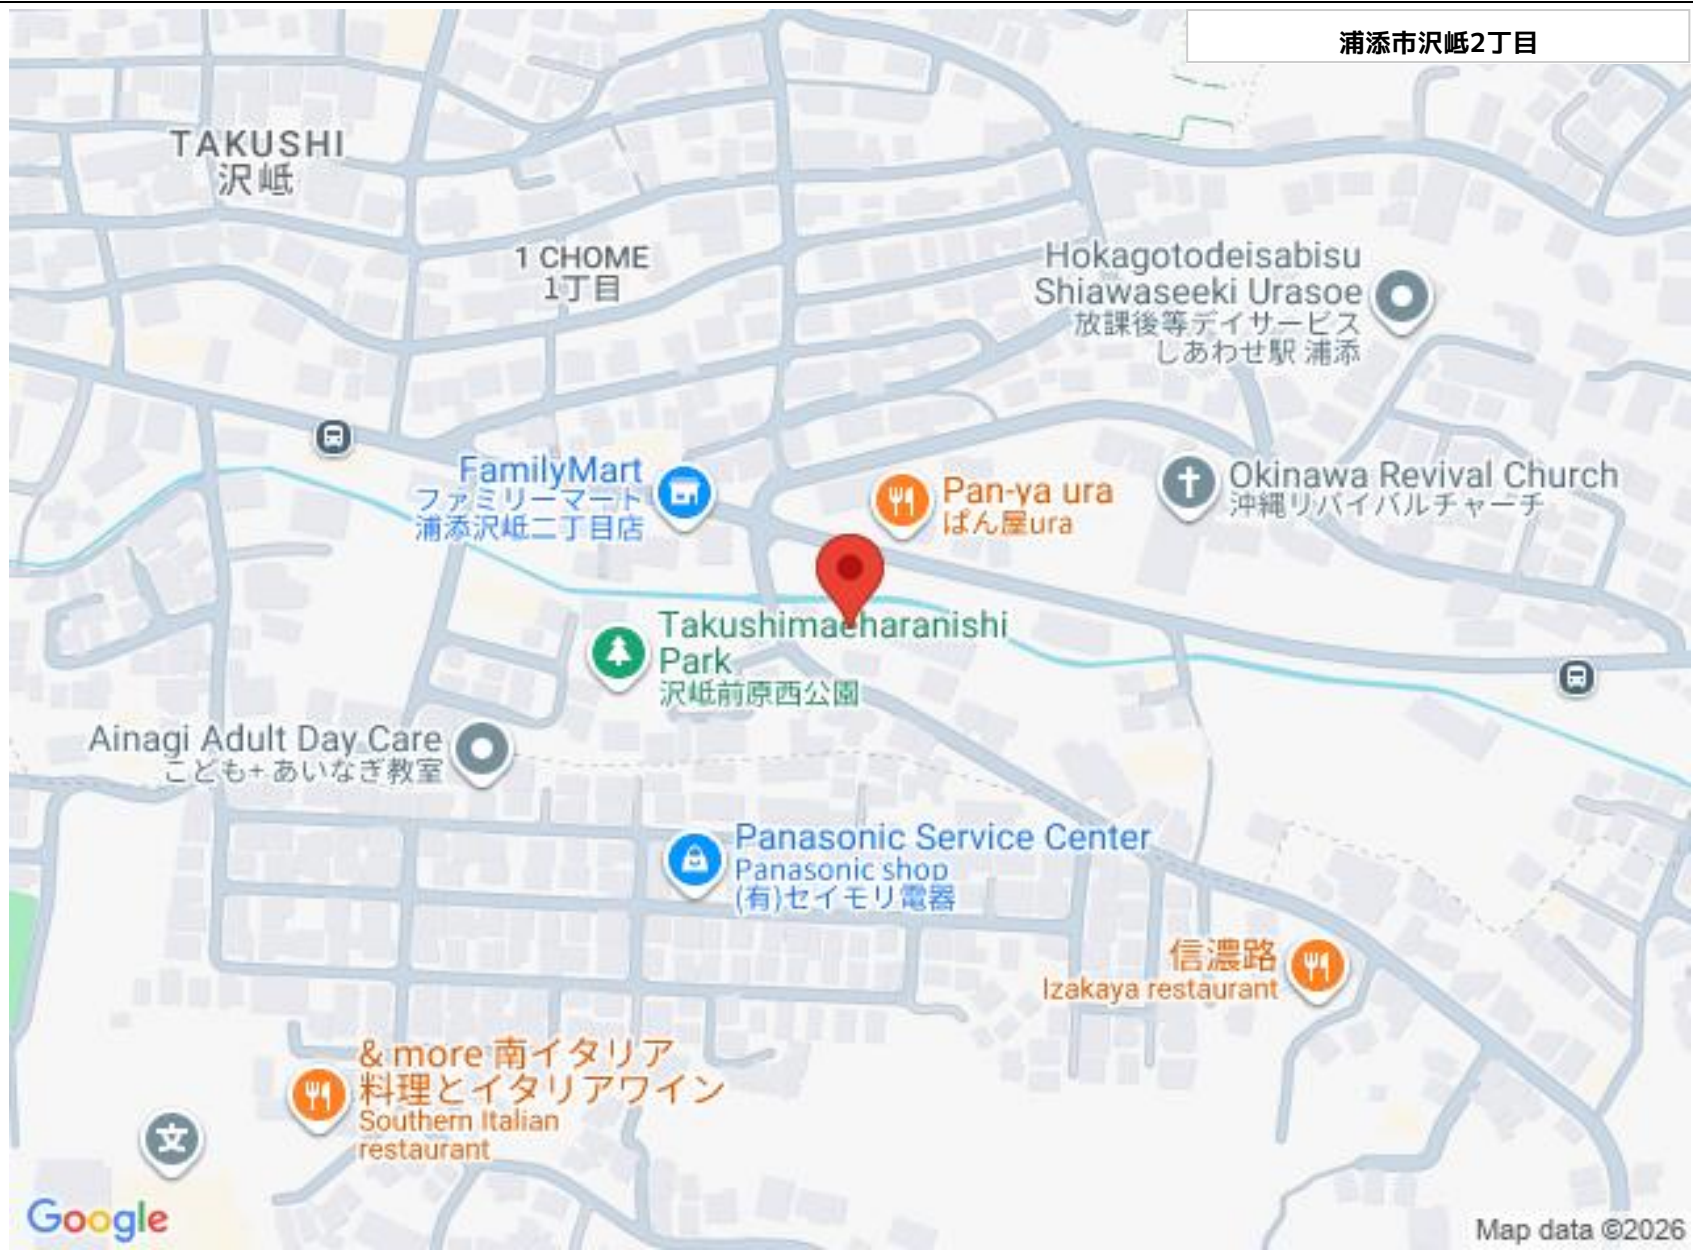 浦添市沢岻2丁目
TAKUSHI
沢岻
1 CHOME
1丁目
Hokagotodeisabisu
Shiawaseeki Urasoe
放課後等デイサービス
しあわせ駅 浦添
FamilyMart
ファミリーマート
浦添沢岻二丁目店
Pan-ya ura
ぱん屋ura
Okinawa Revival Church
沖縄リバイバルチャーチ
Takushimaeharanishi
Park
沢岻前原西公園
Ainagi Adult Day Care
こども+ あいなぎ教室
Panasonic Service Center
Panasonic shop
(有)セイモリ電器
信濃路
Izakaya restaurant
& more 南イタリア
料理とイタリアワイン
Southern Italian
restaurant
文
Google
Map data ©2026